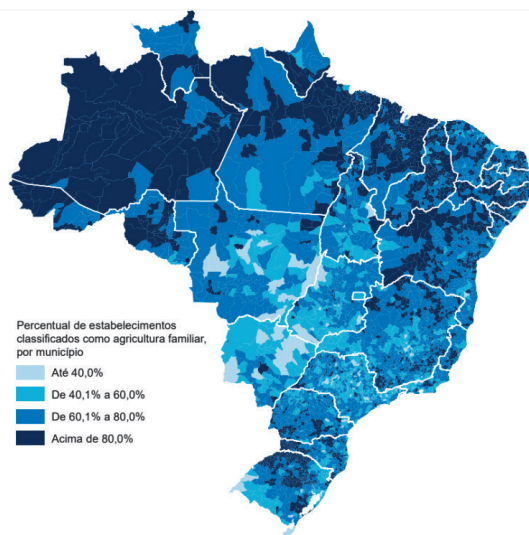 Percentual de estabelecimentos
classificados como agricultura familiar,
por município
Até 40,0%
De 40,1% a 60,0%
De 60,1% a 80,0%
Acima de 80,0%